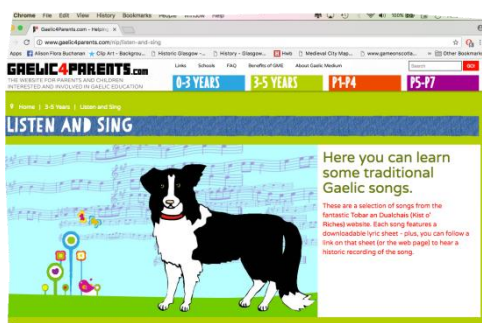 Chrome File Edit View History Bookmarks Window Help
Gaelic4Parents.com - Helping
www.gaelic4parents.com/
Apps Alison Flora Buchanan Clip Art - Backgrou... Historic Glasgow -... History - Glasgow... Web Medieval City Map... www.gameonscotla... Other Bookmarks
GAELIC4PARENTS.com
THE WEBSITE FOR PARENTS AND CHILDREN
INTERESTED AND INVOLVED IN GAELIC EDUCATION
Links Schools FAQ Benefits of GME About Gaelic Medium
Search GO!
0-3 YEARS 3-5 YEARS P1-P4 P5-P7
Home | 3-5 Years | Listen and Sing
LISTEN AND SING
Here you can learn
some traditional
Gaelic songs.
These are a selection of songs from the
fantastic Tobar an Dualchais (Kist o'
Riches) website. Each song features a
downloadable lyric sheet - plus, you can follow a
link on that sheet (or the web page) to hear a
historic recording of the song.